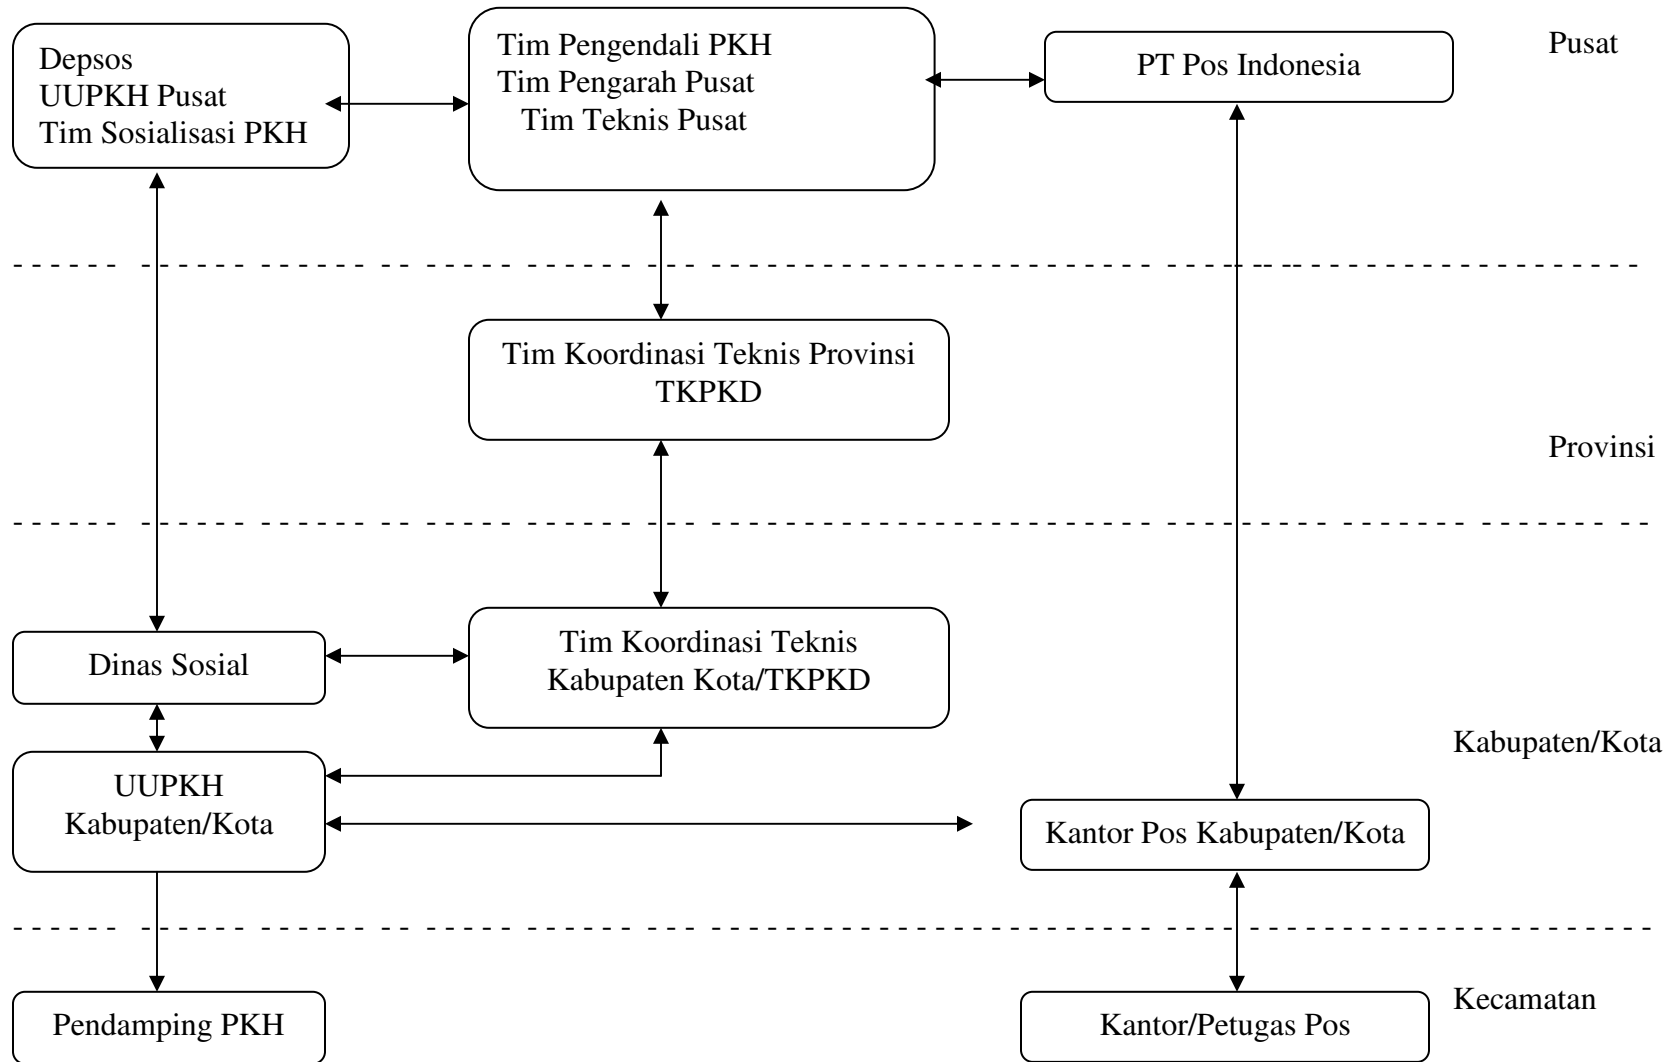 Depsos
UUPKH Pusat
Tim Sosialisasi PKH
Tim Pengendali PKH
Tim Pengarah Pusat
Tim Teknis Pusat
PT Pos Indonesia
Pusat
Tim Koordinasi Teknis Provinsi
TKPKD
Provinsi
Dinas Sosial
Tim Koordinasi Teknis
Kabupaten Kota/TKPKD
Kabupaten/Kota
UUPKH
Kabupaten/Kota
Kantor Pos Kabupaten/Kota
Kecamatan
Pendamping PKH
Kantor/Petugas Pos